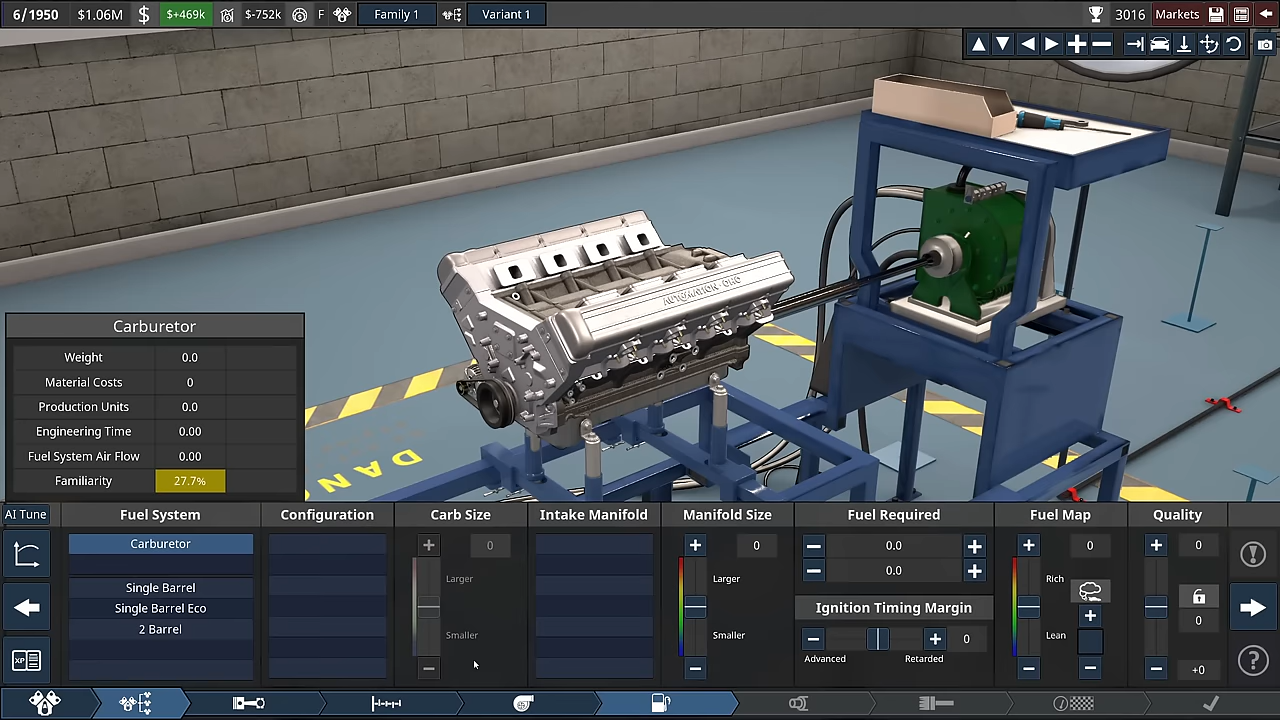 6/1950 $1.06M $ $+469k $-752k F Family 1 Variant 1 3016 Markets
AUTOMATION OHC
DAN
Carburetor
Weight 0.0
Material Costs 0
Production Units 0.0
Engineering Time 0.00
Fuel System Air Flow 0.00
Familiarity 27.7%
AI Tune Fuel System Configuration Carb Size Intake Manifold Manifold Size Fuel Required Fuel Map Quality
Carburetor
Single Barrel
Single Barrel Eco
2 Barrel
0
Larger
Smaller
0
Larger
Smaller
0.0
0.0
Ignition Timing Margin
0
Advanced Retarded
0
Rich
Lean
0
0
+0
XP